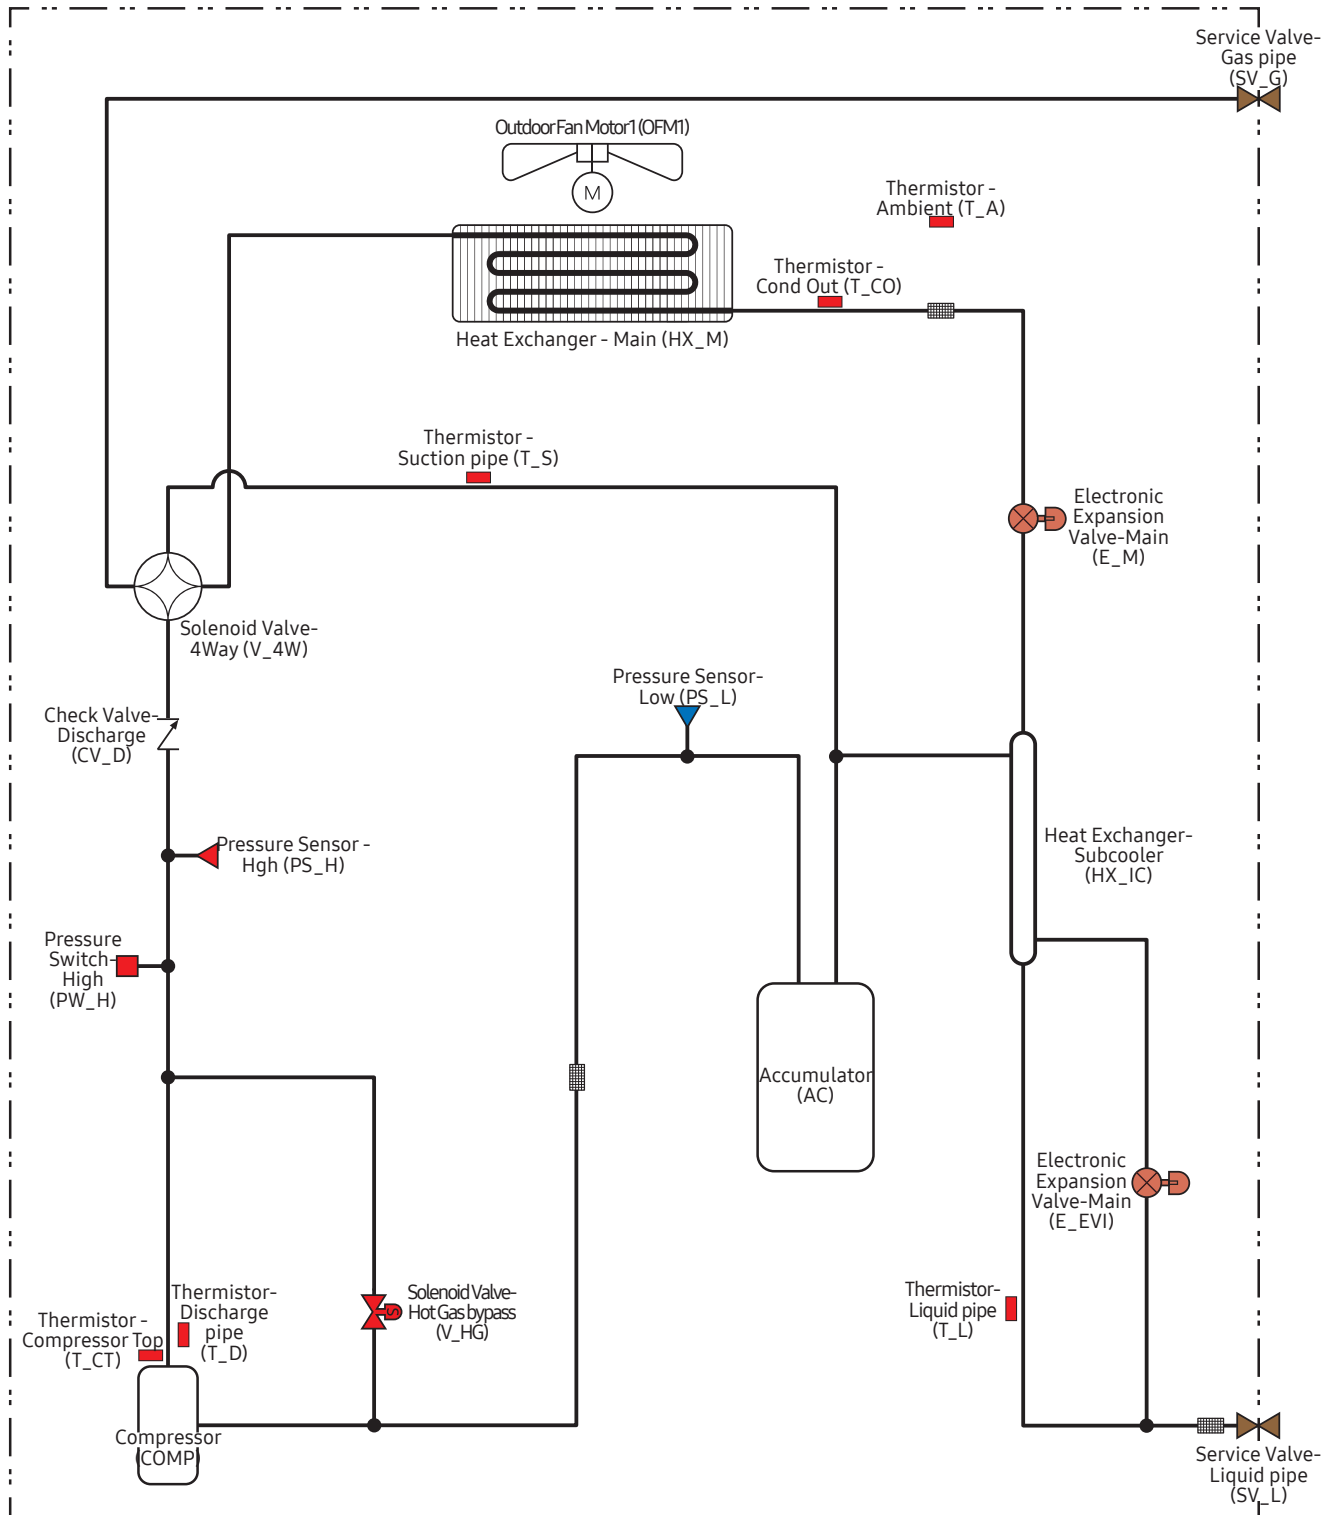 Service Valve-
Gas pipe
(SV_G)
Outdoor Fan Motor1 (OFM1)
M
Thermistor -
Ambient (T_A)
Thermistor -
Cond Out (T_CO)
Heat Exchanger - Main (HX_M)
Thermistor -
Suction pipe (T_S)
Electronic
Expansion
Valve-Main
(E_M)
Solenoid Valve-
4Way (V_4W)
Pressure Sensor-
Low (PS_L)
Check Valve-
Discharge
(CV_D)
Pressure Sensor -
Hgh (PS_H)
Heat Exchanger-
Subcooler
(HX_IC)
Pressure
Switch-
High
(PW_H)
Accumulator
(AC)
Electronic
Expansion
Valve-Main
(E_EVI)
Thermistor-
Discharge
pipe
(T_D)
Solenoid Valve-
Hot Gas bypass
(V_HG)
S
Thermistor-
Liquid pipe
(T_L)
Thermistor -
Compressor Top
(T_CT)
Compressor
(COMP)
Service Valve-
Liquid pipe
(SV_L)